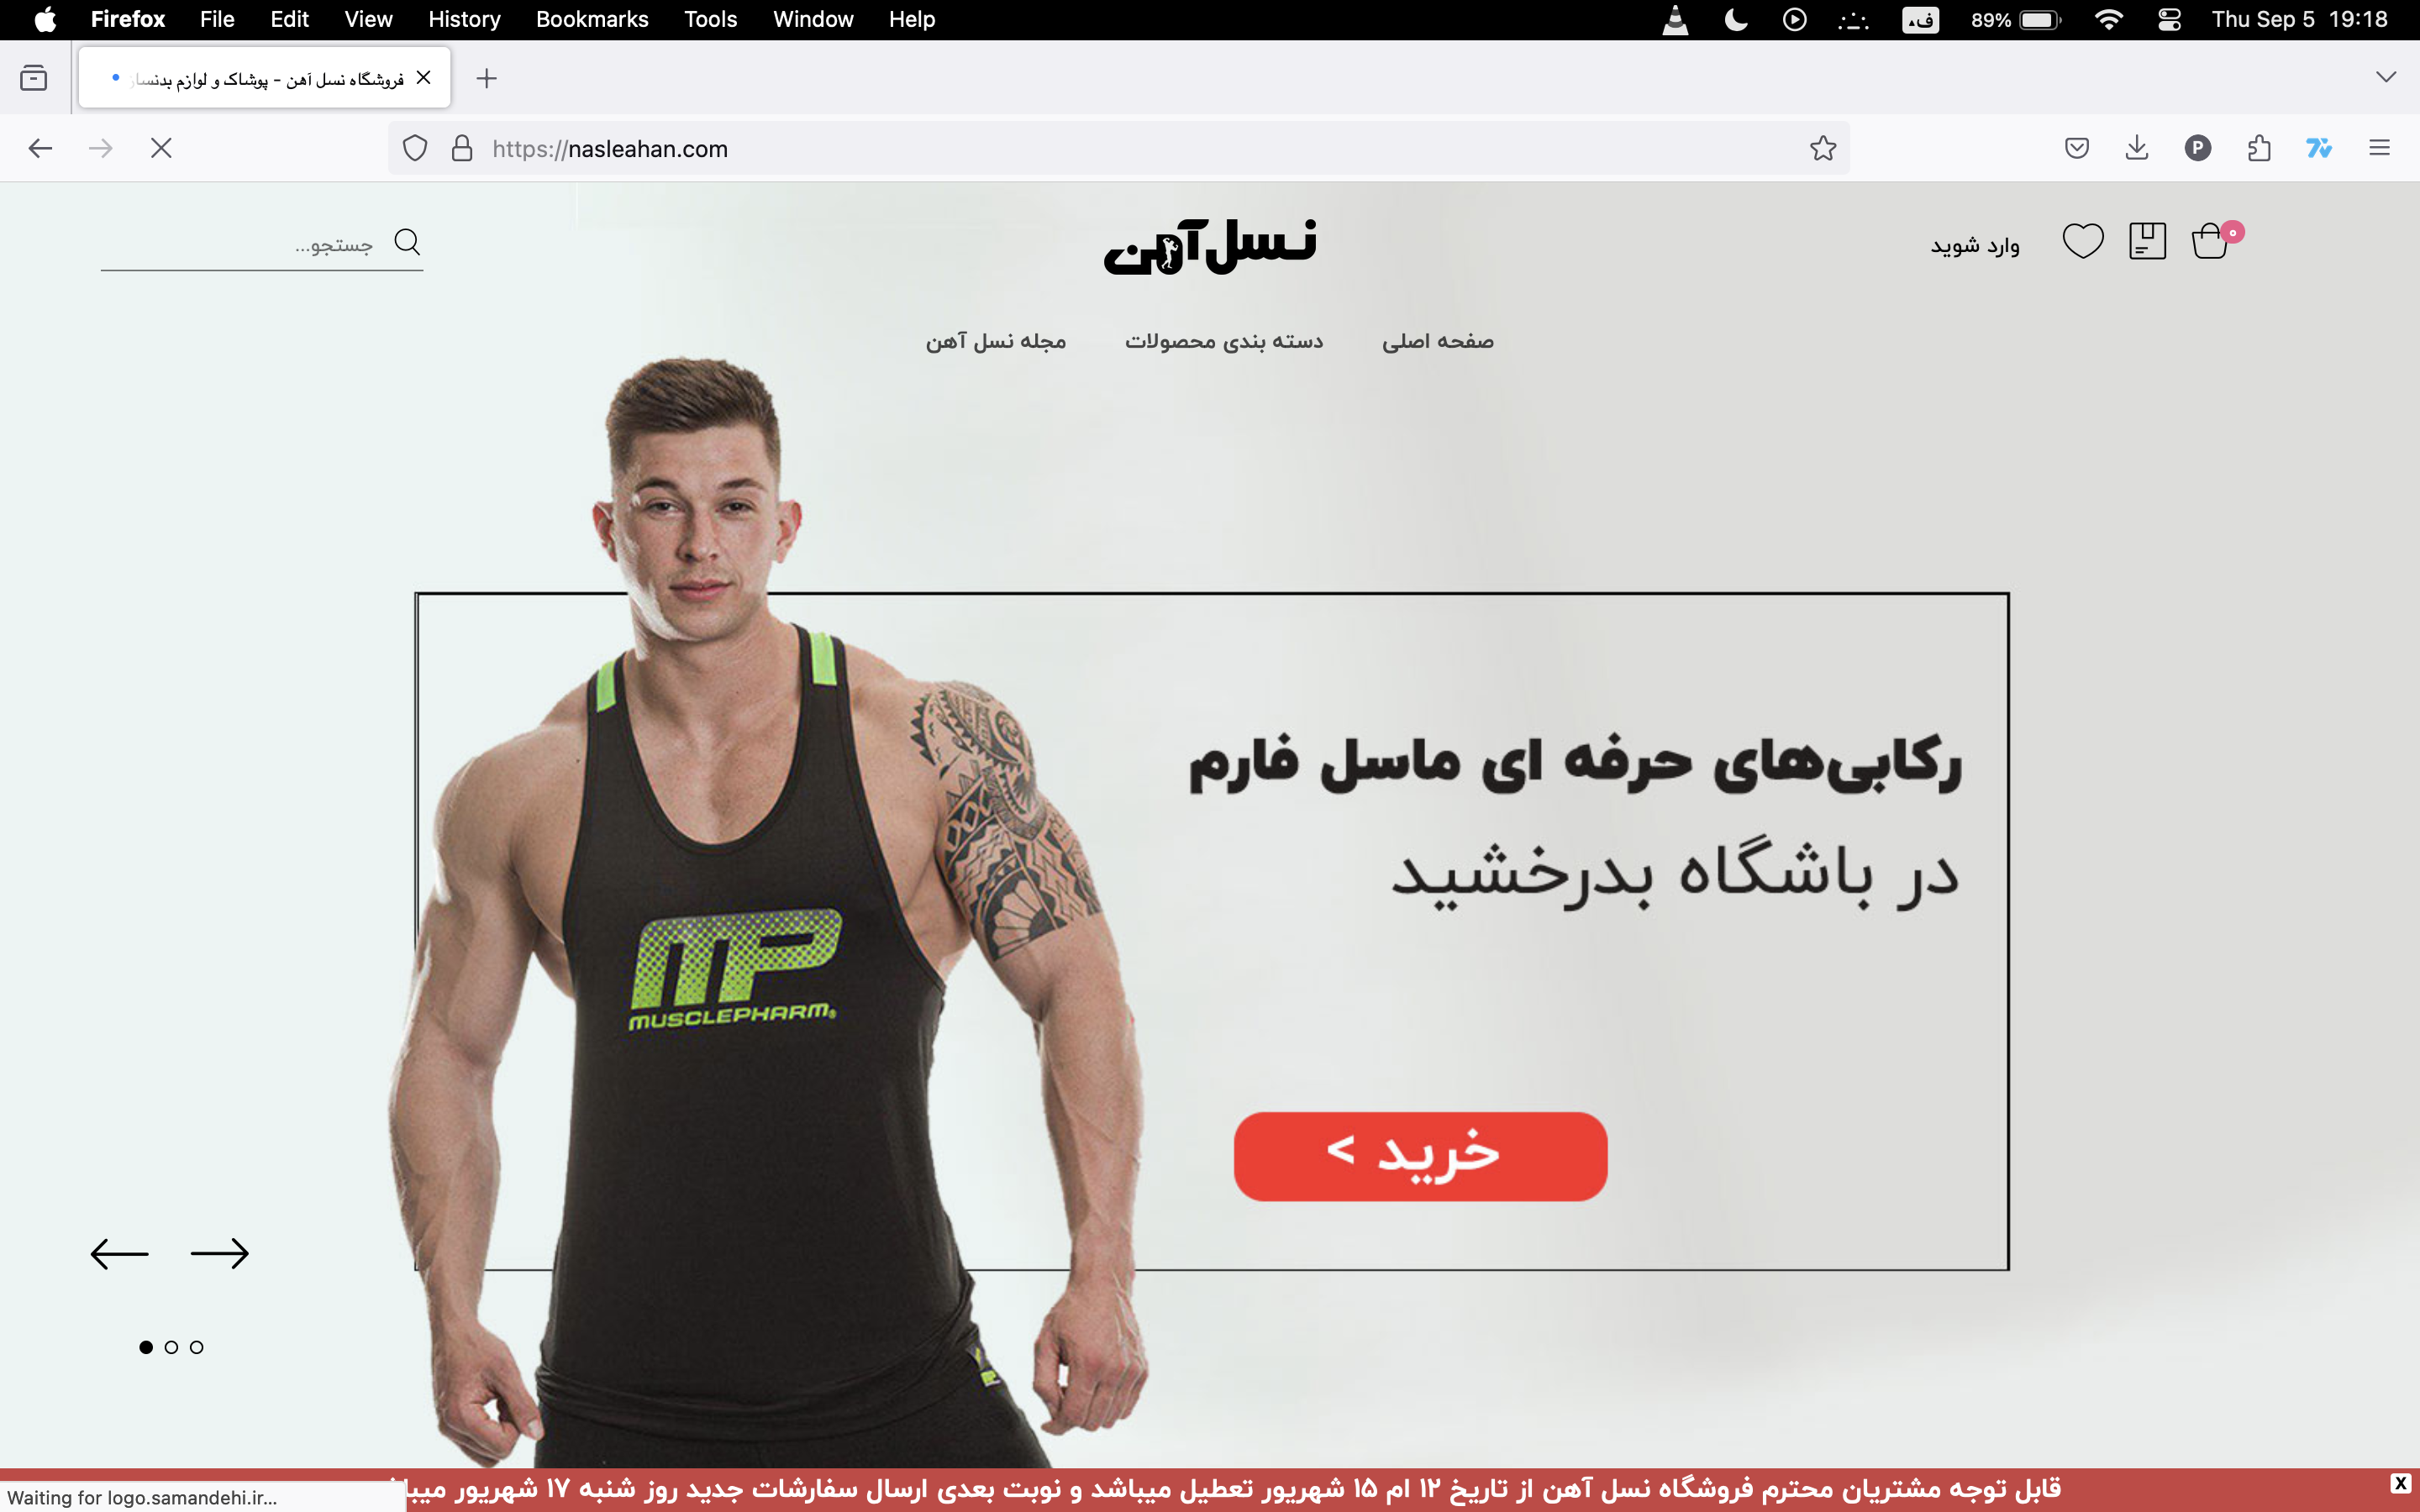 Firefox File Edit View History Bookmarks Tools Window Help
89% Thu Sep 5 19:18
فروشگاه نسل آهن - پوشاک و لوازم بدنساز
https://nasleahan.com
P
جستجو...
نسل آهن
وارد شوید
۰
صفحه اصلی دسته بندی محصولات مجله نسل آهن
رکابی‌های حرفه ای ماسل فارم
در باشگاه بدرخشید
MP
MUSCLEPHARM®
خرید >
قابل توجه مشتریان محترم فروشگاه نسل آهن از تاریخ ۱۲ ام ۱۵ شهریور تعطیل میباشد و نوبت بعدی ارسال سفارشات جدید روز شنبه ۱۷ شهریور
X
Waiting for logo.samandehi.ir...